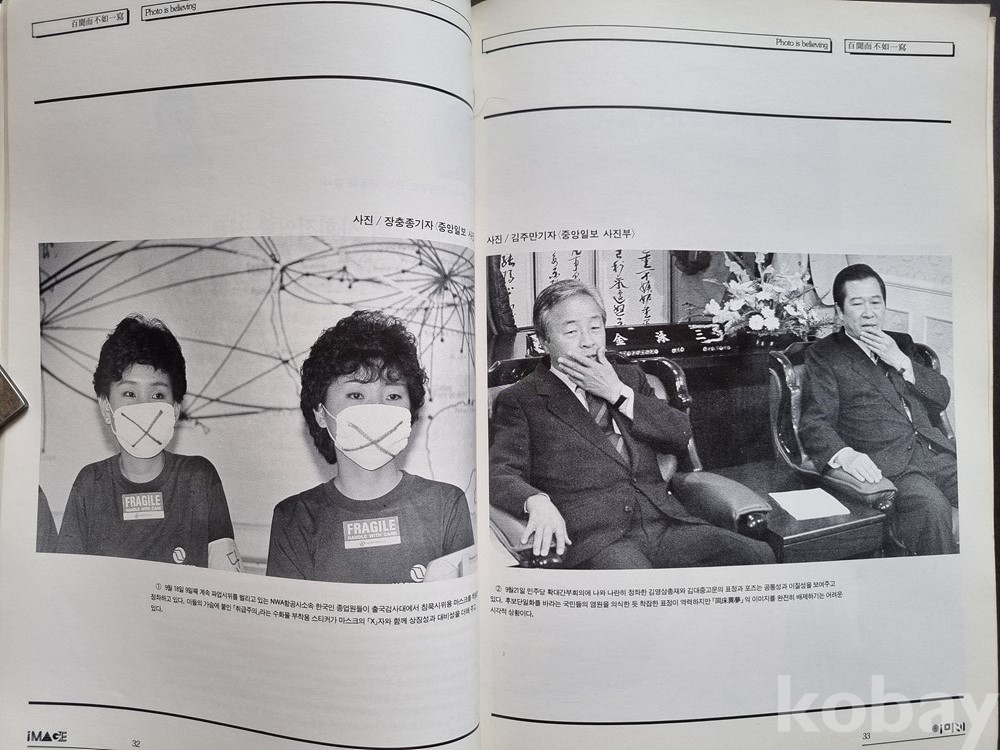 百聞而 不如一寫
Photo is believing
사진 / 장충종기자〈중앙일보
FRAGILE
HANDLE WITH CARE
FRAGILE
HANDLE WITH CARE
① 9월 18일 9일째 계속 파업시위를 벌리고 있는 NWA항공사소속 한국인 종업원들이 출국검사대에서 침묵시위용 마스크를
정좌하고 있다. 이들의 가슴에 붙인 「취급주의」라는 수화물 부착용 스티커가 마스크의 「X」자와 함께 상징성과 대비성을 더해
있다.
iMAGE
32
Photo is believing
百聞而 不如一寫
사진 / 김주만기자〈중앙일보 사진부〉
金 泳 三
② 9월21일 민주당 확대간부회의에 나와 나란히 정좌한 김영삼총재와 김대중고문의 표정과 포즈는 공통성과 이질성을 보여주고
있다. 후보단일화를 바라는 국민들의 염원을 의식한 듯 착잡한 표정이 역력하지만 「同床異夢」의 이미지를 완전히 배제하기는 어려운
시각적 상황이다.
33
이미지
kobay